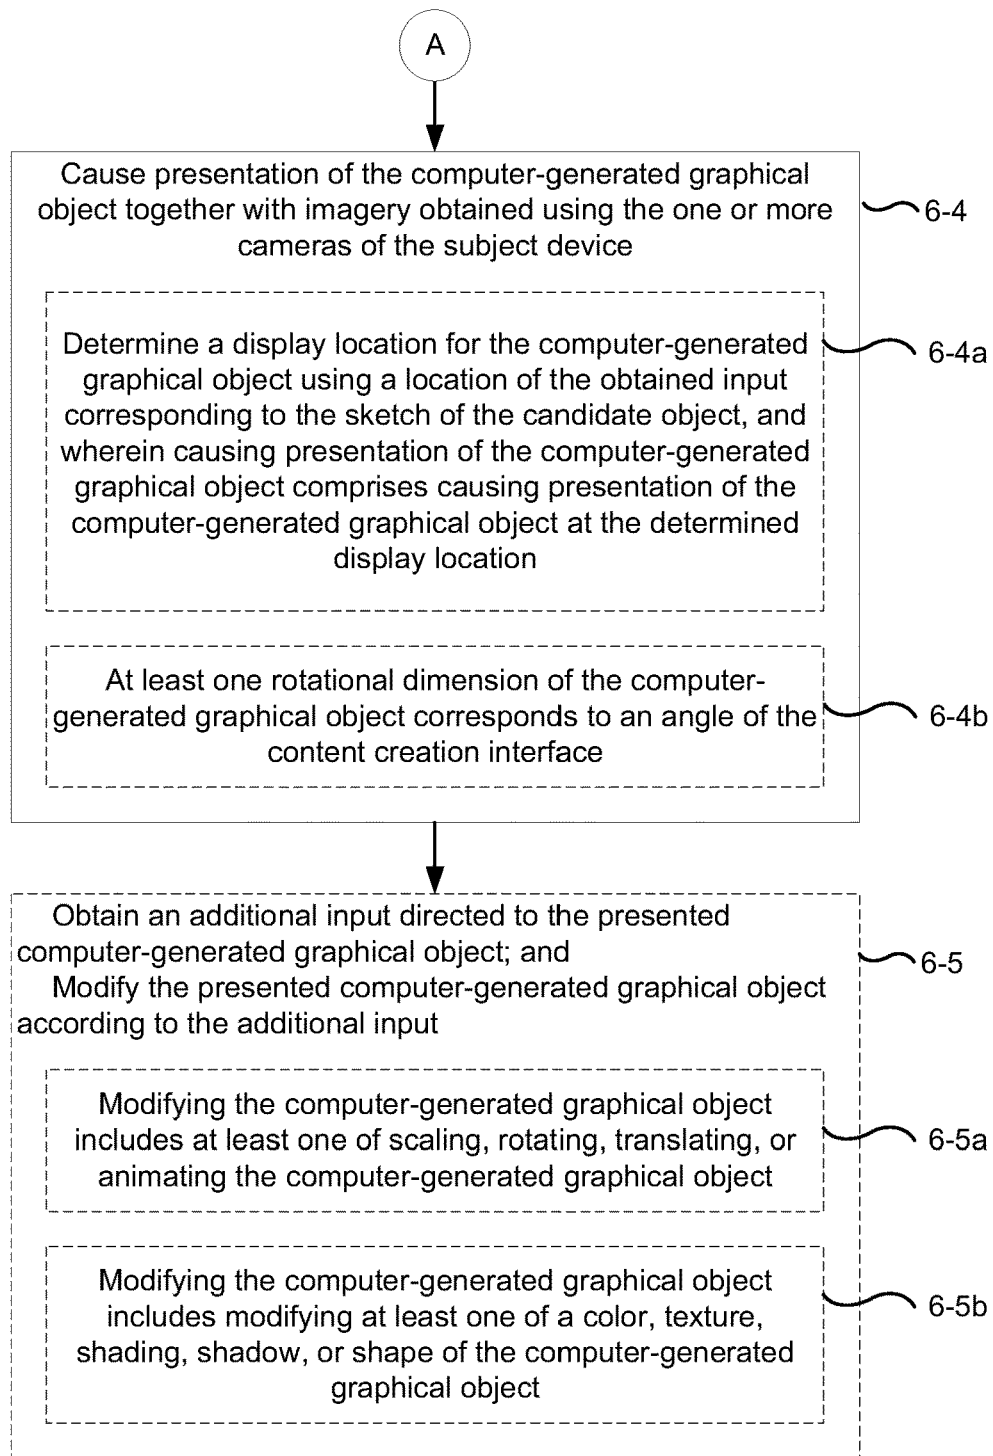 A
Cause presentation of the computer-generated graphical
object together with imagery obtained using the one or more
cameras of the subject device
6-4
Determine a display location for the computer-generated
graphical object using a location of the obtained input
corresponding to the sketch of the candidate object, and
wherein causing presentation of the computer-generated
graphical object comprises causing presentation of the
computer-generated graphical object at the determined
display location
6-4a
At least one rotational dimension of the computer-
generated graphical object corresponds to an angle of the
content creation interface
6-4b
Obtain an additional input directed to the presented
computer-generated graphical object; and
Modify the presented computer-generated graphical object
according to the additional input
6-5
Modifying the computer-generated graphical object
includes at least one of scaling, rotating, translating, or
animating the computer-generated graphical object
6-5a
Modifying the computer-generated graphical object
includes modifying at least one of a color, texture,
shading, shadow, or shape of the computer-generated
graphical object
6-5b